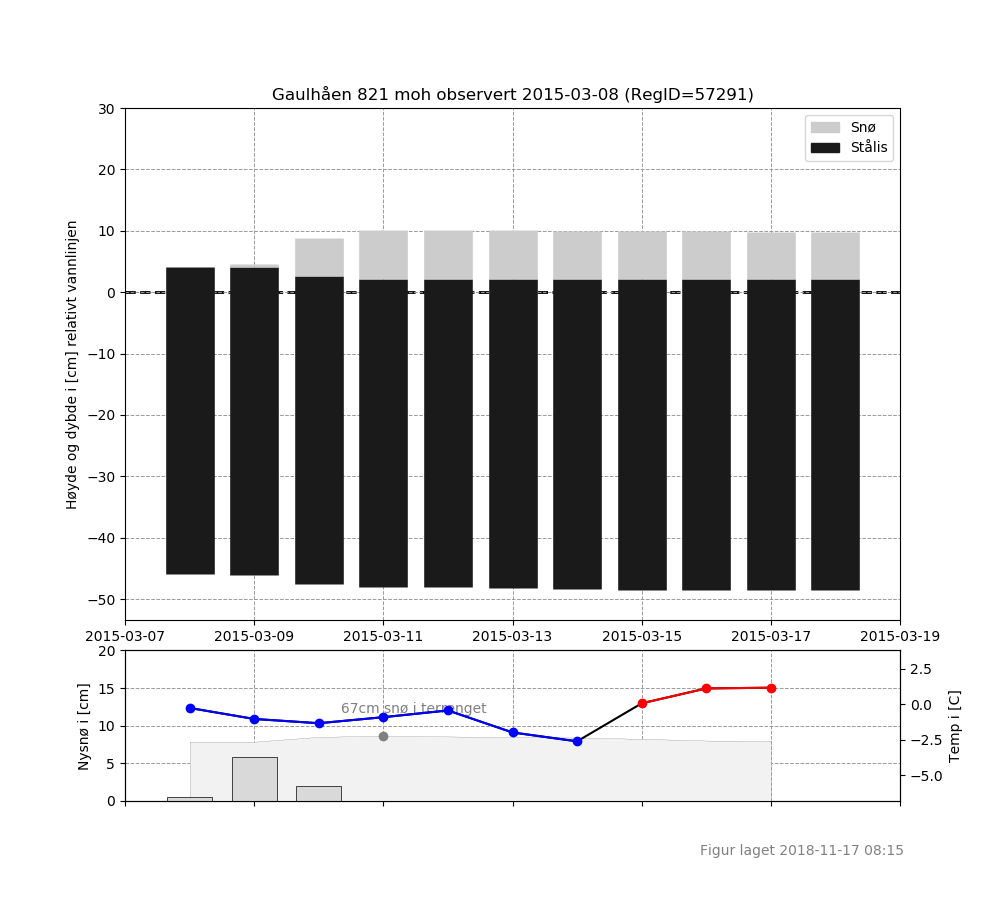 Gaulhåen 821 moh observert 2015-03-08 (RegID=57291)
Snø
Stålis
30
20
10
0
−10
−20
−30
−40
−50
Høyde og dybde i [cm] relativt vannlinjen
2015-03-07 2015-03-09 2015-03-11 2015-03-13 2015-03-15 2015-03-17 2015-03-19
20
15
10
5
0
Nysnø i [cm]
67cm snø i terrenget
2.5
0.0
−2.5
−5.0
Temp i [C]
Figur laget 2018-11-17 08:15